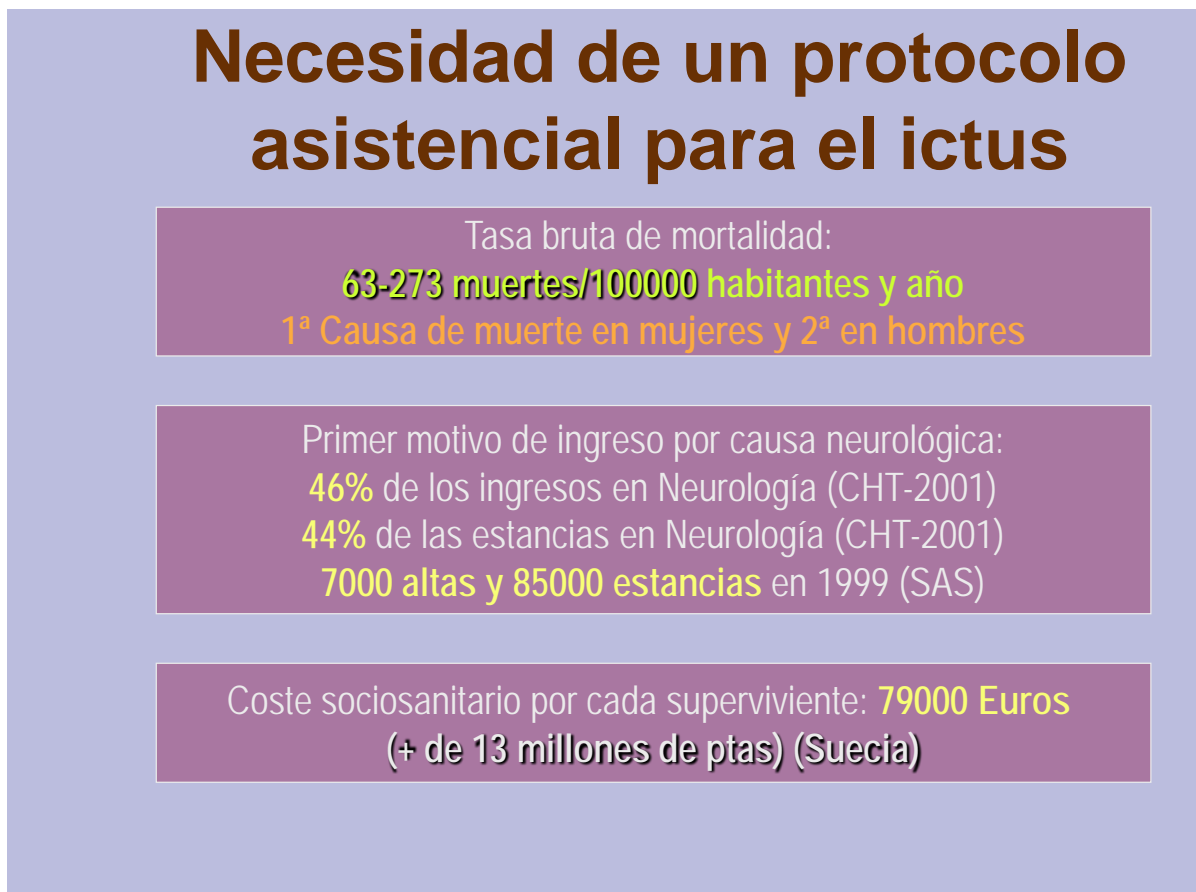 Necesidad de un protocolo
asistencial para el ictus
Tasa bruta de mortalidad:
63-273 muertes/100000 habitantes y año
1ª Causa de muerte en mujeres y 2ª en hombres
Primer motivo de ingreso por causa neurológica:
46% de los ingresos en Neurología (CHT-2001)
44% de las estancias en Neurología (CHT-2001)
7000 altas y 85000 estancias en 1999 (SAS)
Coste sociosanitario por cada superviviente: 79000 Euros
(+ de 13 millones de ptas) (Suecia)